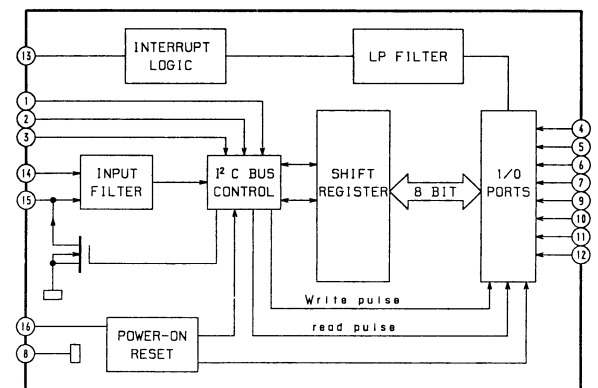 INTERRUPT
LOGIC
LP FILTER
13
1
2
3
14
15
INPUT
FILTER
I² C BUS
CONTROL
SHIFT
REGISTER
8 BIT
I/O
PORTS
4
5
6
7
9
10
11
12
Write pulse
read pulse
16
8
POWER-ON
RESET